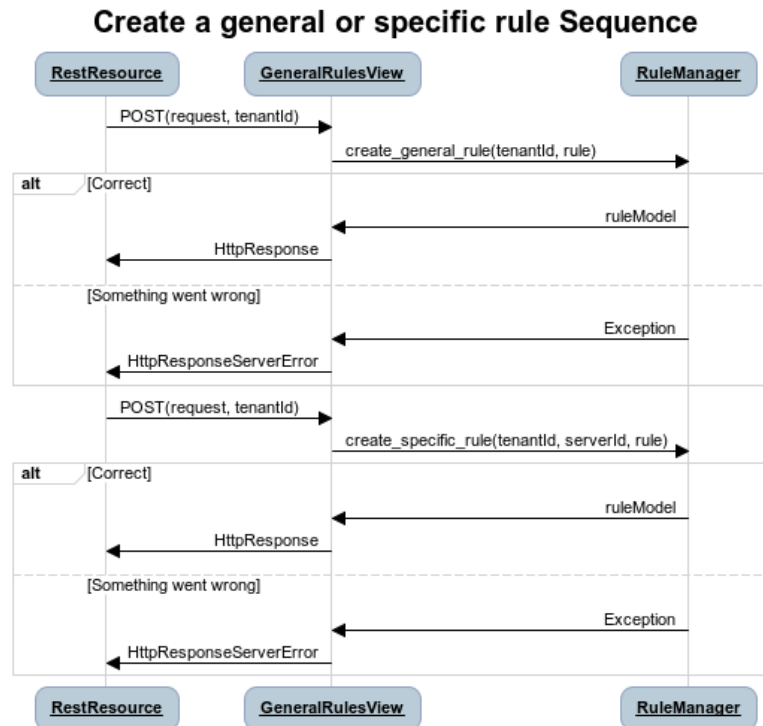 Create a general or specific rule Sequence
RestResource GeneralRulesView RuleManager
POST(request, tenantId)
create_general_rule(tenantId, rule)
alt [Correct]
ruleModel
HttpResponse
[Something went wrong]
Exception
HttpResponseServerError
POST(request, tenantId)
create_specific_rule(tenantId, serverId, rule)
alt [Correct]
ruleModel
HttpResponse
[Something went wrong]
Exception
HttpResponseServerError
RestResource GeneralRulesView RuleManager